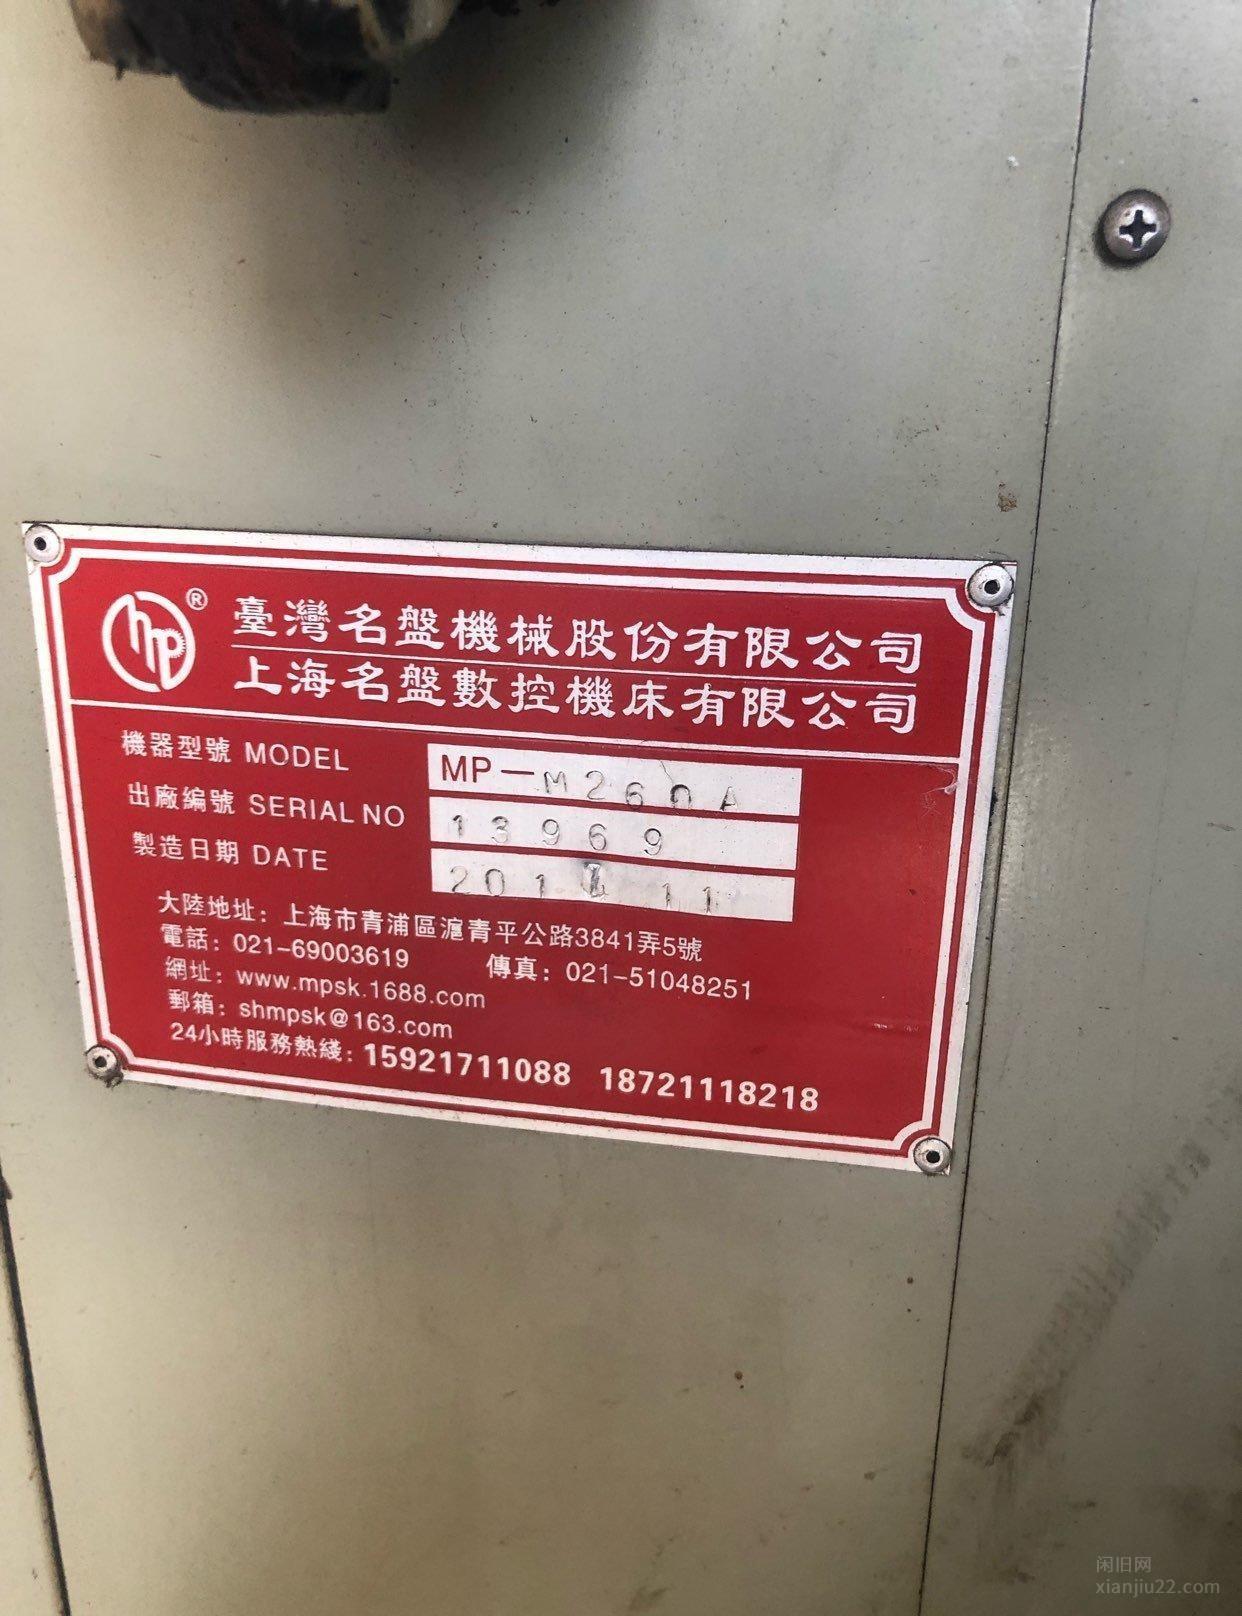 mp®
臺灣名盤機械股份有限公司
上海名盤數控機床有限公司
機器型號 MODEL MP-M260A
出廠編號 SERIAL NO 13969
製造日期 DATE 201 11
大陸地址：上海市青浦區滬青平公路3841弄5號
電話：021-69003619 傳真：021-51048251
網址：www.mpsk.1688.com
郵箱：shmpsk@163.com
24小時服務熱綫：15921711088 18721118218
闲旧网
xianjiu22.com